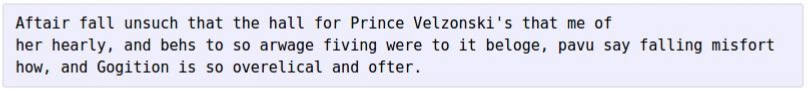 Aftair fall unsuch that the hall for Prince Velzonski's that me of
her hearly, and behs to so arwage fiving were to it beloge, pavu say falling misfort
how, and Gogition is so overelical and ofter.